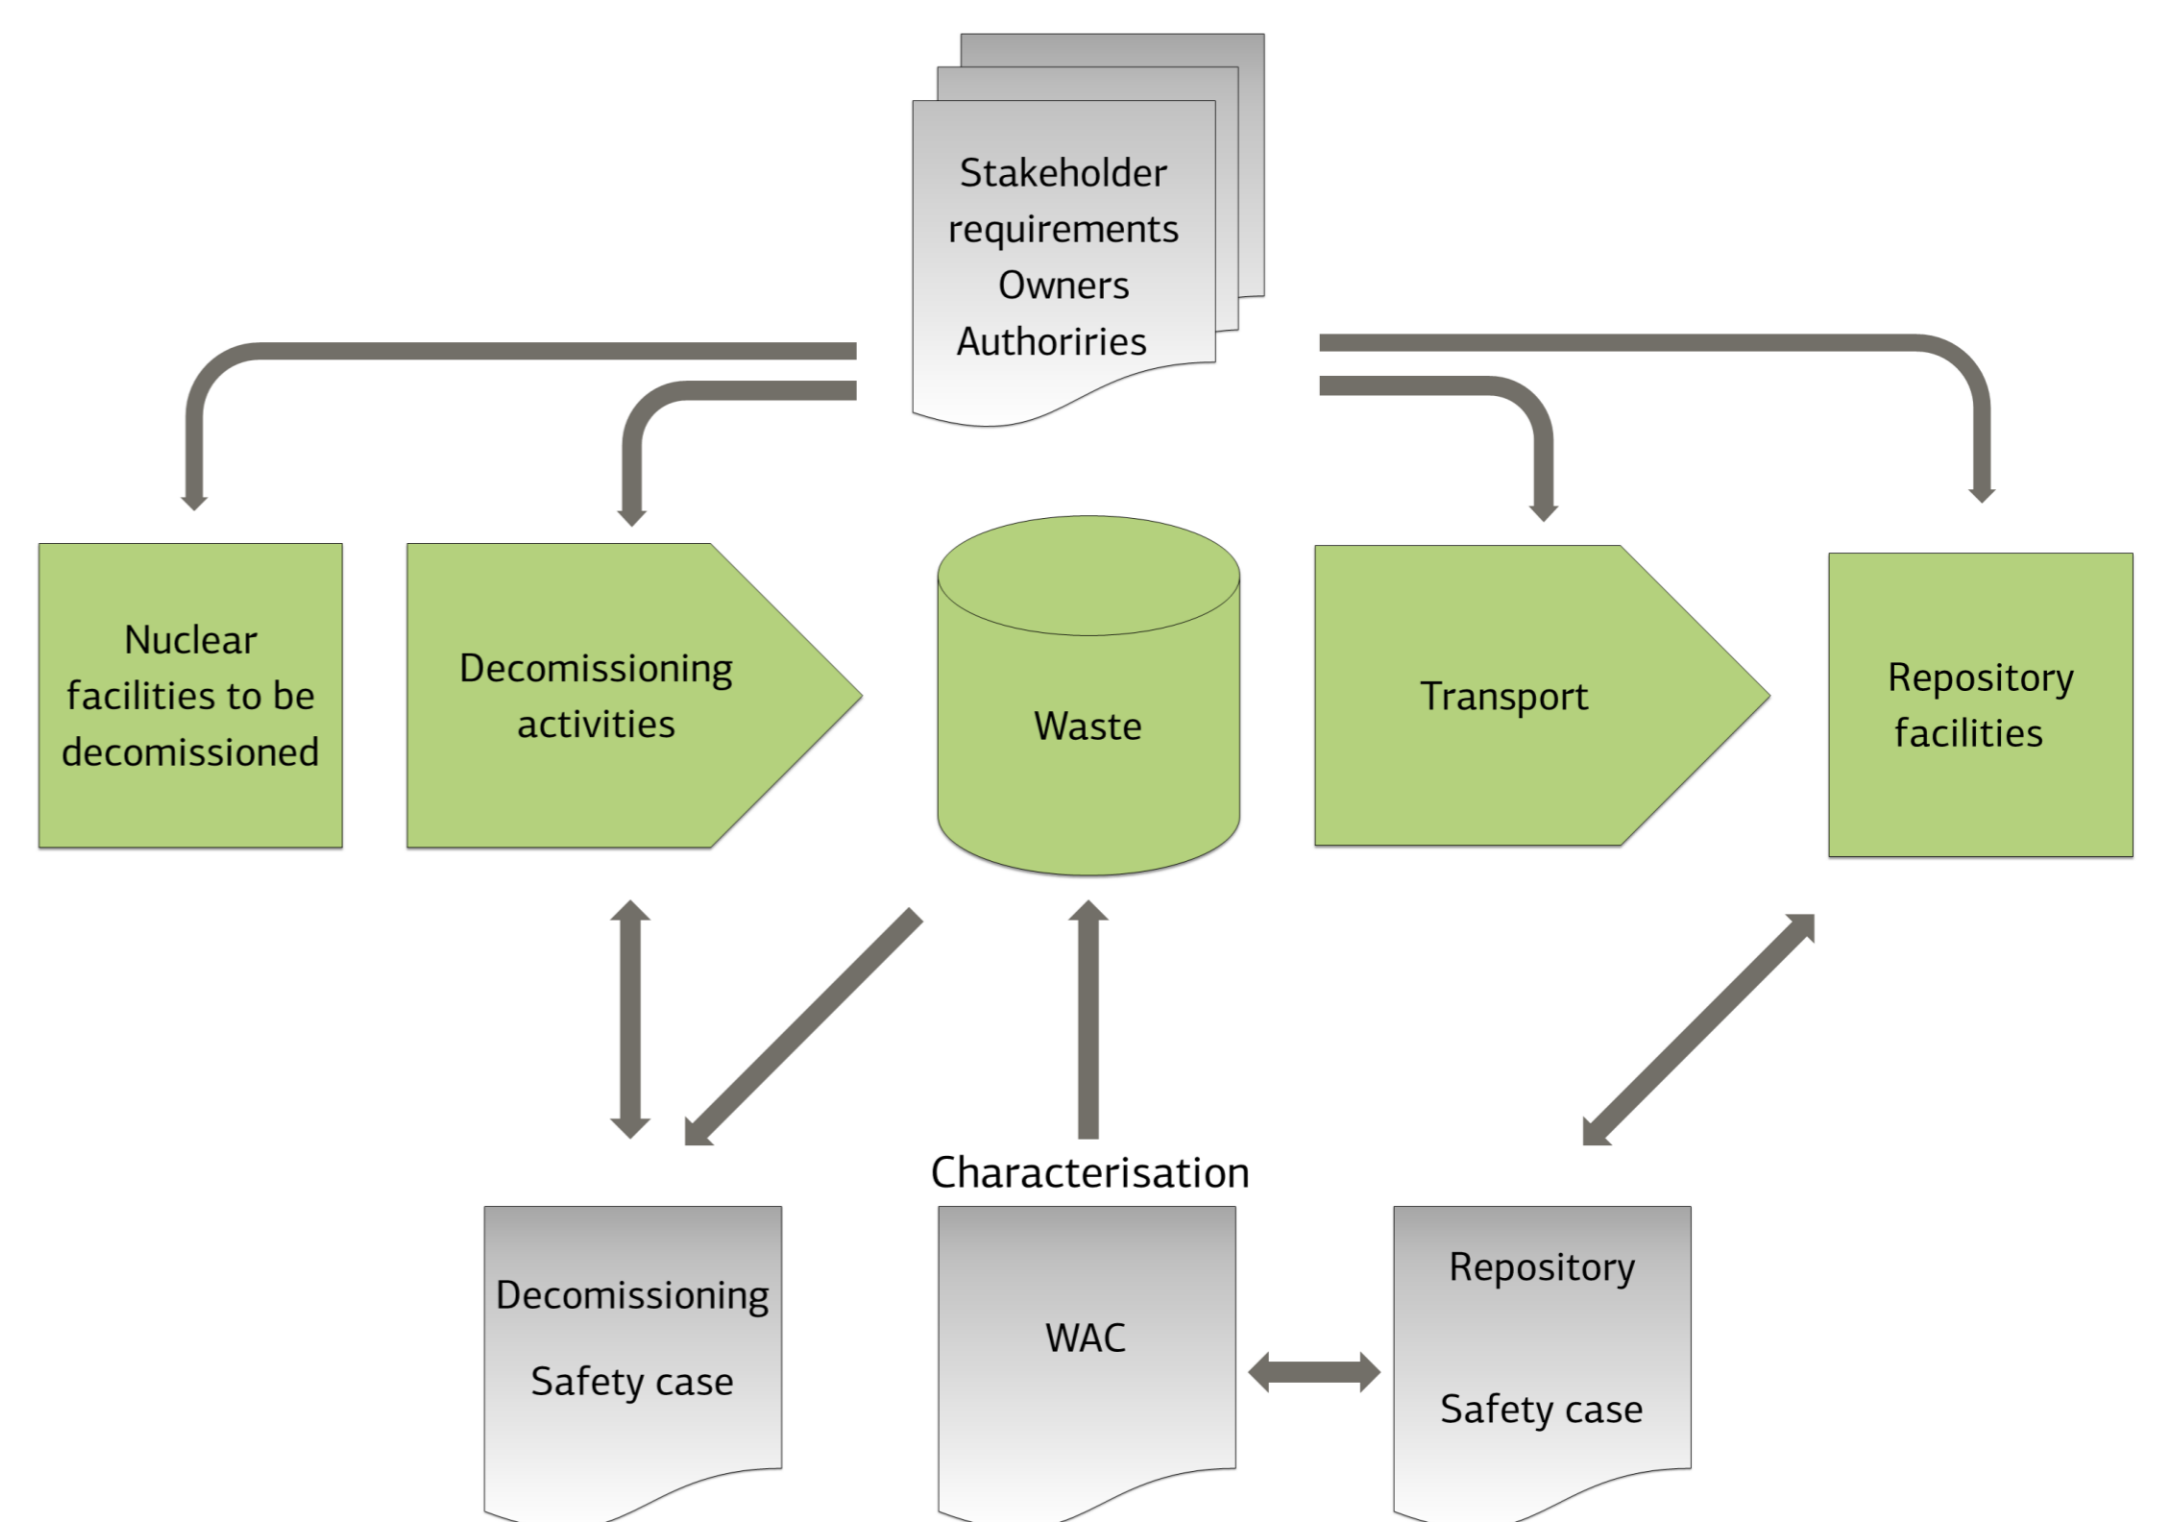 Stakeholder
requirements
Owners
Authoriries
Nuclear
facilities to be
decomissioned
Decomissioning
activities
Waste
Transport
Repository
facilities
Characterisation
Decomissioning
Safety case
WAC
Repository
Safety case